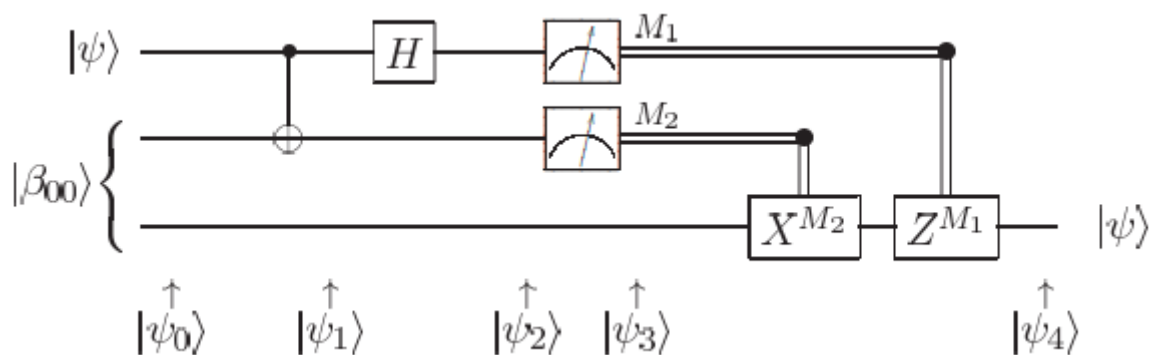 |ψ⟩ H M₁
M₂
|β₀₀⟩
X^{M₂} Z^{M₁} |ψ⟩
↑ ↑ ↑ ↑ ↑
|ψ₀⟩ |ψ₁⟩ |ψ₂⟩ |ψ₃⟩ |ψ₄⟩